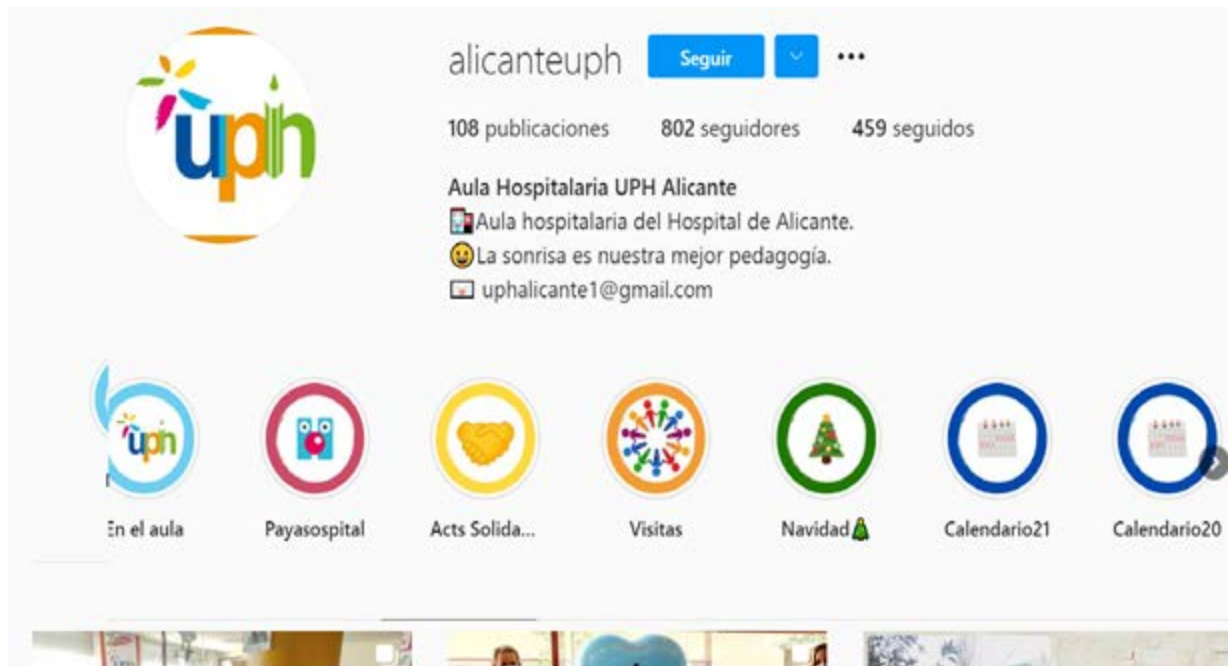 uph
alicanteuph Seguir
108 publicaciones 802 seguidores 459 seguidos
Aula Hospitalaria UPH Alicante
Aula hospitalaria del Hospital de Alicante.
La sonrisa es nuestra mejor pedagogía.
uphalicante1@gmail.com
uph
En el aula Payasospital Acts Solida... Visitas Navidad Calendario21 Calendario20